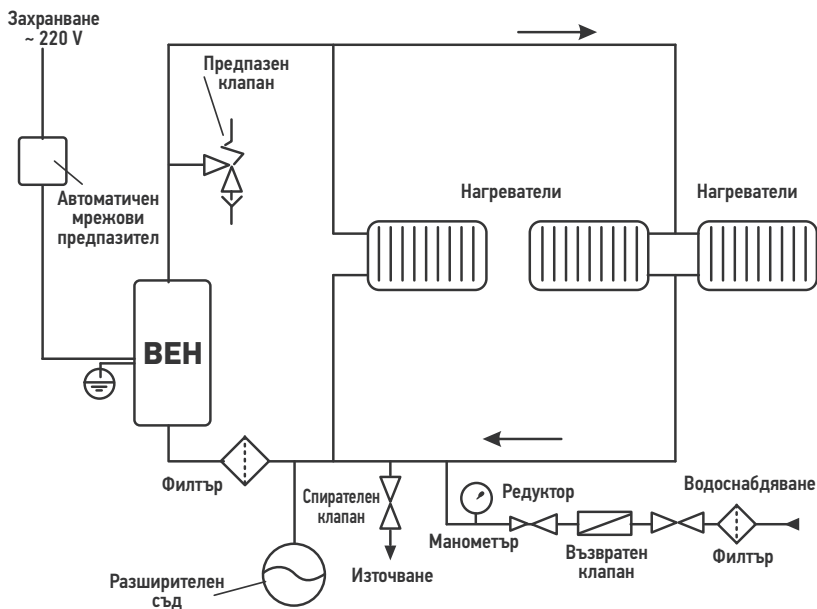 Захранване
~ 220 V
Предпазен
клапан
Автоматичен
мрежови
предпазител
Нагреватели
Нагреватели
ВЕН
Филтър
Спирателен
клапан
Редуктор
Водоснабдяване
Манометър
Възвратен
клапан
Филтър
Източване
Разширителен
съд